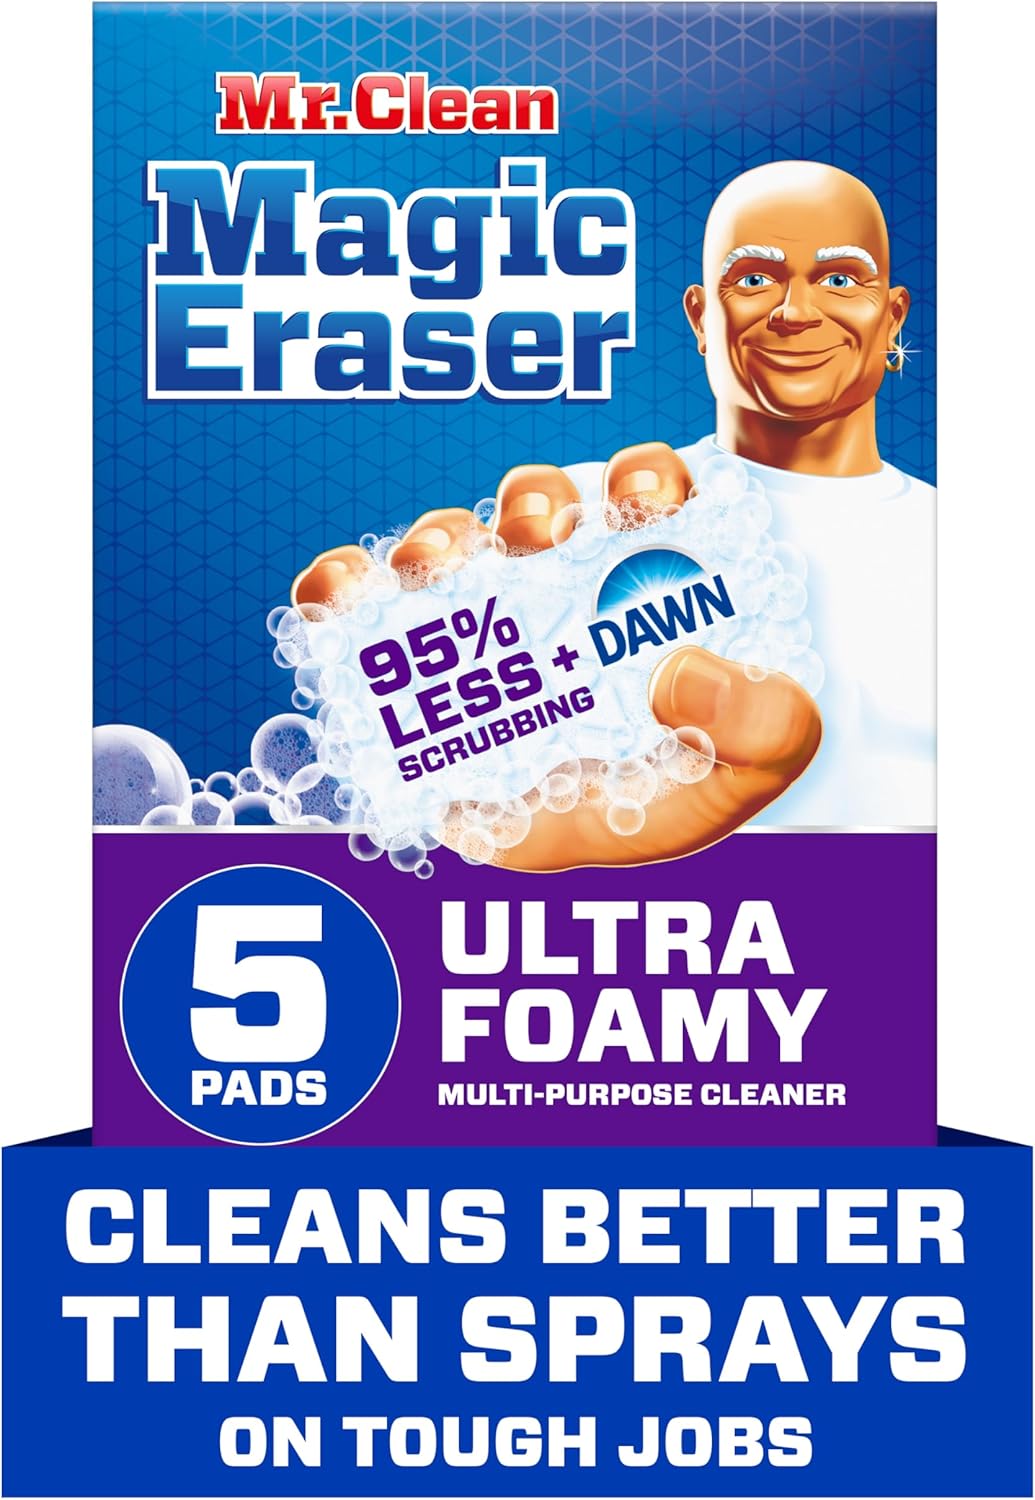 Mr. Clean
Magic
Eraser
95%
LESS + DAWN
SCRUBBING
5
PADS
ULTRA
FOAMY
MULTI-PURPOSE CLEANER
CLEANS BETTER
THAN SPRAYS
ON TOUGH JOBS